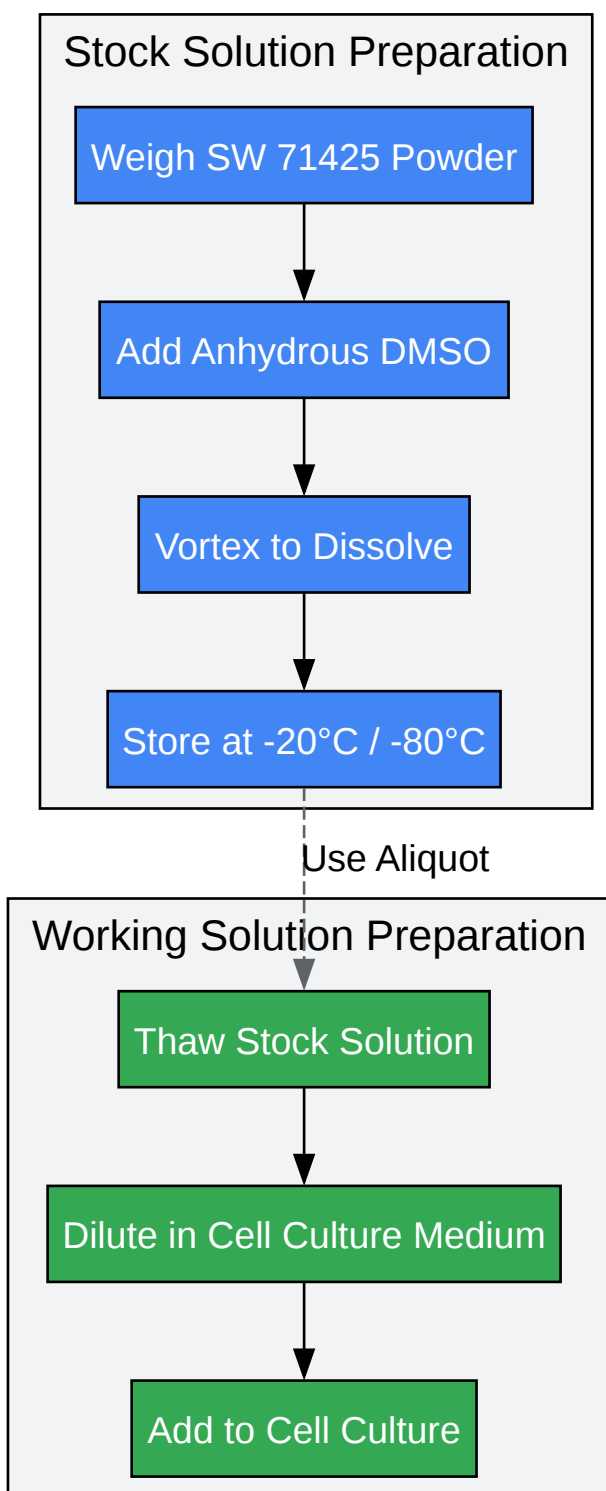 Stock Solution Preparation
Weigh SW 71425 Powder
Add Anhydrous DMSO
Vortex to Dissolve
Store at -20°C / -80°C
Use Aliquot
Working Solution Preparation
Thaw Stock Solution
Dilute in Cell Culture Medium
Add to Cell Culture